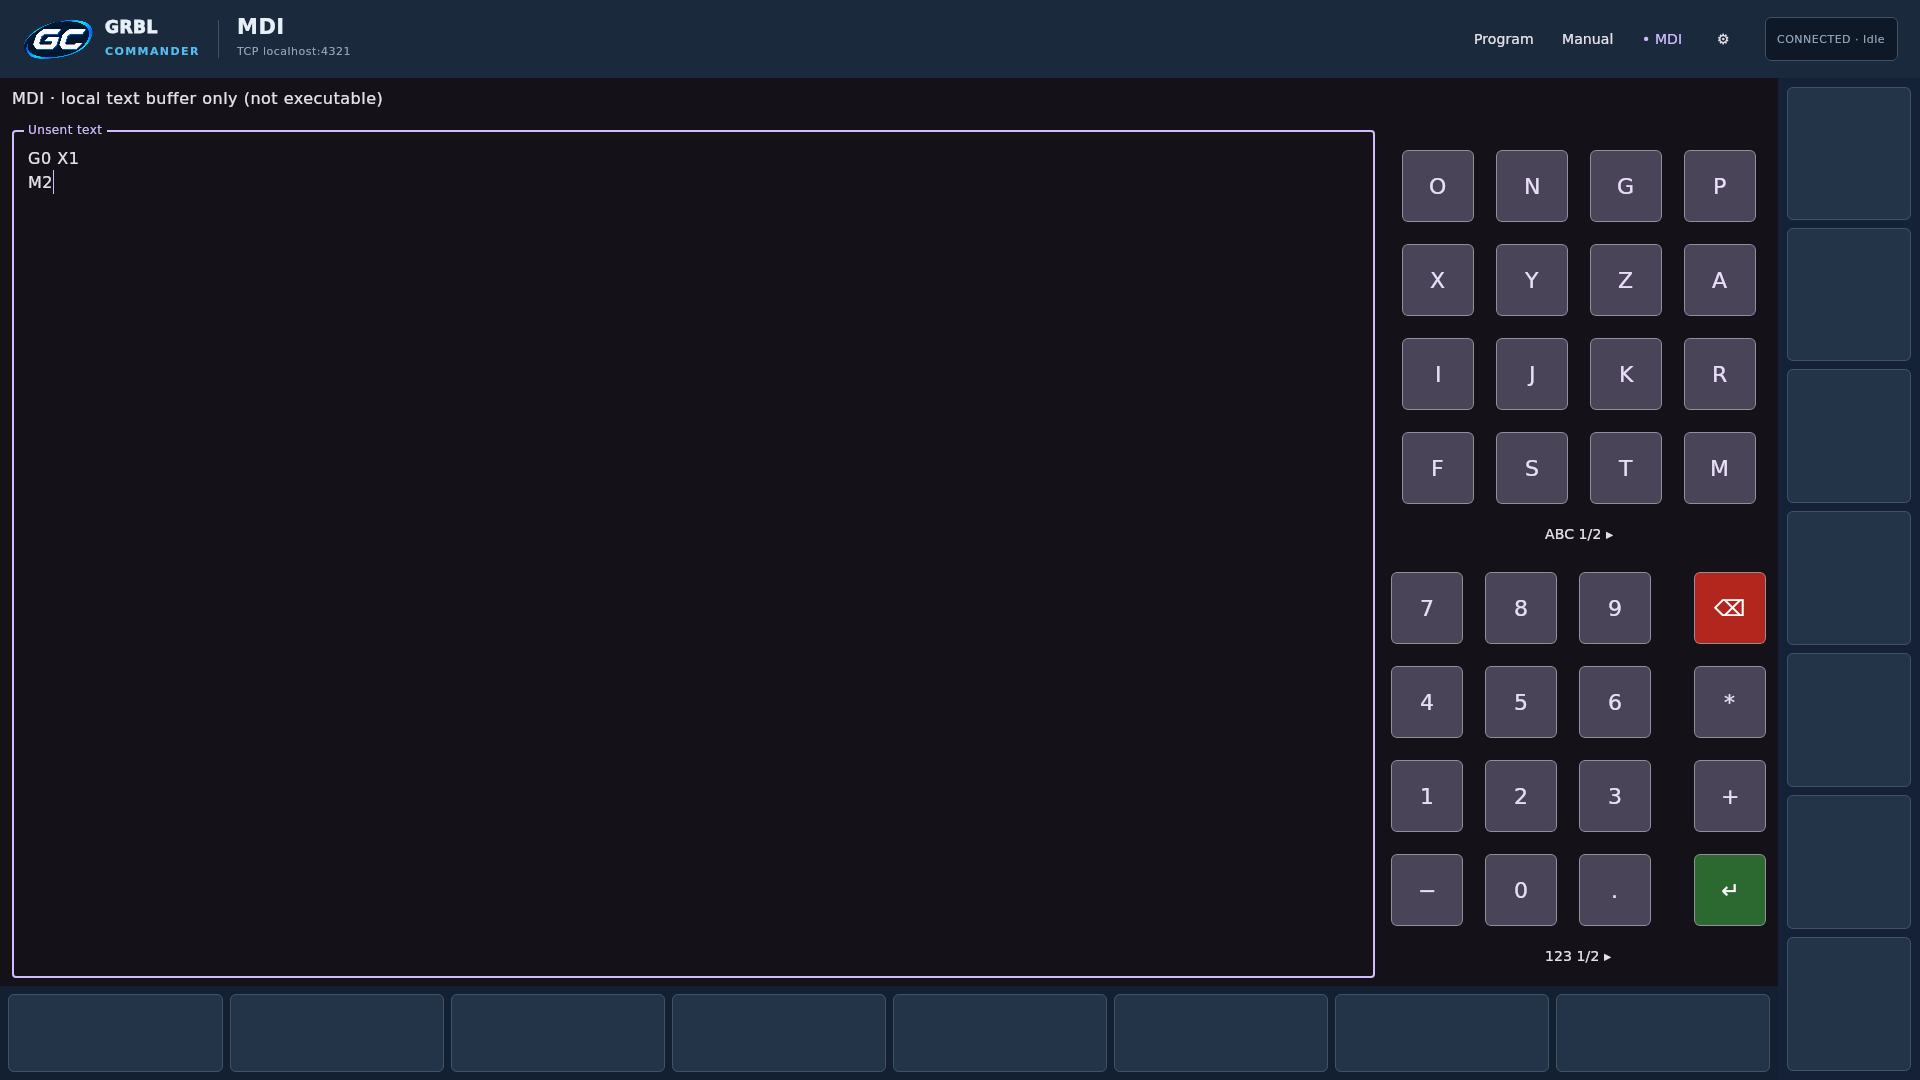 GC
GRBL
COMMANDER
MDI
TCP localhost:4321
Program
Manual
• MDI
⚙
CONNECTED · Idle
MDI · local text buffer only (not executable)
Unsent text
G0 X1
M2
O N G P
X Y Z A
I J K R
F S T M
ABC 1/2 ▸
7 8 9 ⌫
4 5 6 *
1 2 3 +
− 0 . ↵
123 1/2 ▸